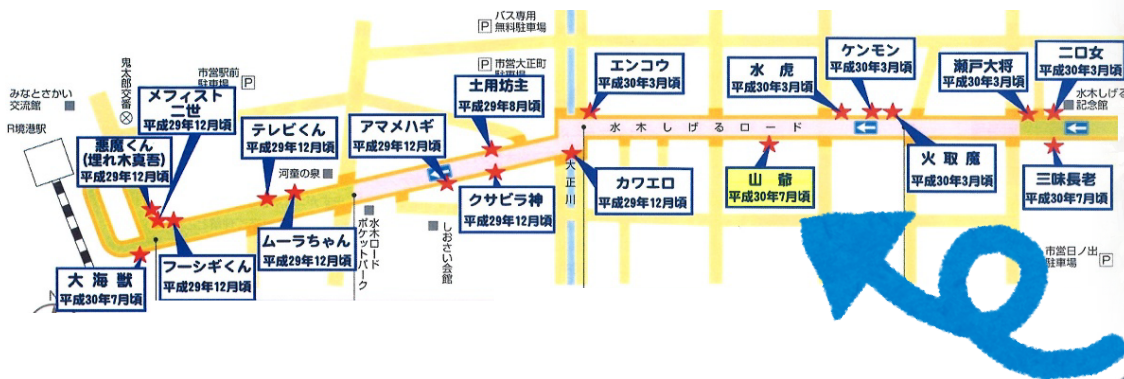 バス専用
無料駐車場
P
鬼太郎交番
市営駅前
駐車場
P
市営大正町
駐車場
P
みなとさかい
交流館
JR境港駅
メフィスト
二世
平成29年12月頃
悪魔くん
(埋れ木真吾)
平成29年12月頃
テレビくん
平成29年12月頃
アマメハギ
平成29年12月頃
土用坊主
平成29年8月頃
エンコウ
平成30年3月頃
水虎
平成30年3月頃
ケンモン
平成30年3月頃
瀬戸大将
平成30年3月頃
二口女
平成30年3月頃
水木しげる
記念館
水木しげるロード
河童の泉
大正川
大海獣
平成30年7月頃
フーシギくん
平成29年12月頃
ムーラちゃん
平成29年12月頃
水木ロード
ポケットパーク
しおさい会館
クサビラ神
平成29年12月頃
カワエロ
平成29年12月頃
山爺
平成30年7月頃
火取魔
平成30年3月頃
三味長老
平成30年7月頃
市営日ノ出
駐車場
P
N